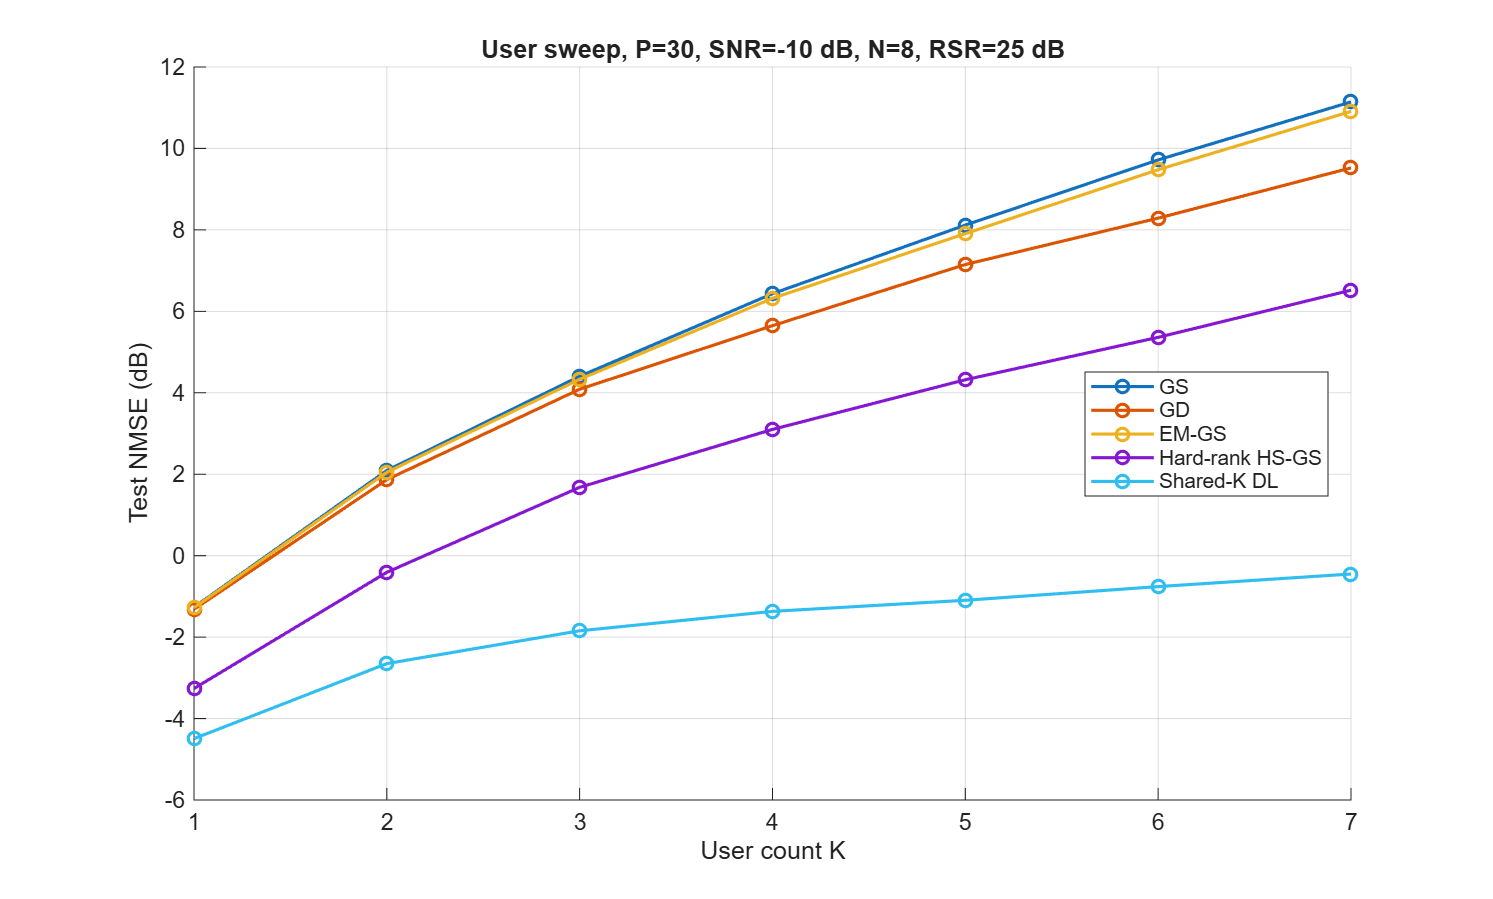 User sweep, P=30, SNR=-10 dB, N=8, RSR=25 dB
12
10
8
6
4
2
0
-2
-4
-6
Test NMSE (dB)
GS
GD
EM-GS
Hard-rank HS-GS
Shared-K DL
1 2 3 4 5 6 7
User count K